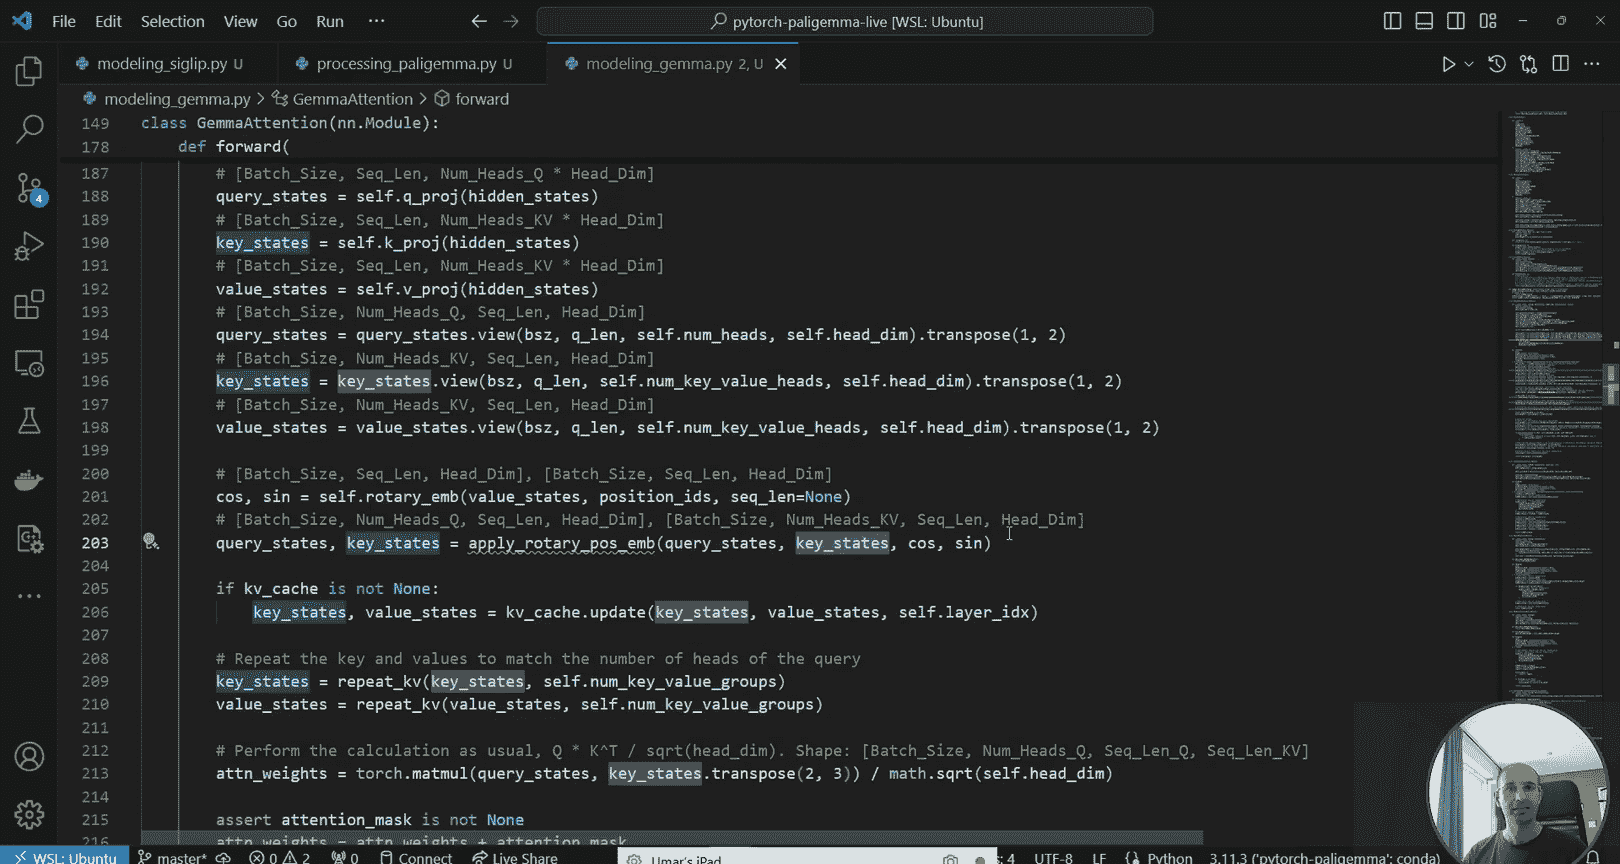 File Edit Selection View Go Run ··· pytorch-paligemma-live [WSL: Ubuntu]
modeling_siglip.py U processing_paligemma.py U modeling_gemma.py 2, U
modeling_gemma.py > GemmaAttention > forward
149 class GemmaAttention(nn.Module):
178 def forward(
187 # [Batch_Size, Seq_Len, Num_Heads_Q * Head_Dim]
188 query_states = self.q_proj(hidden_states)
189 # [Batch_Size, Seq_Len, Num_Heads_KV * Head_Dim]
190 key_states = self.k_proj(hidden_states)
191 # [Batch_Size, Seq_Len, Num_Heads_KV * Head_Dim]
192 value_states = self.v_proj(hidden_states)
193 # [Batch_Size, Num_Heads_Q, Seq_Len, Head_Dim]
194 query_states = query_states.view(bsz, q_len, self.num_heads, self.head_dim).transpose(1, 2)
195 # [Batch_Size, Num_Heads_KV, Seq_Len, Head_Dim]
196 key_states = key_states.view(bsz, q_len, self.num_key_value_heads, self.head_dim).transpose(1, 2)
197 # [Batch_Size, Num_Heads_KV, Seq_Len, Head_Dim]
198 value_states = value_states.view(bsz, q_len, self.num_key_value_heads, self.head_dim).transpose(1, 2)
199
200 # [Batch_Size, Seq_Len, Head_Dim], [Batch_Size, Seq_Len, Head_Dim]
201 cos, sin = self.rotary_emb(value_states, position_ids, seq_len=None)
202 # [Batch_Size, Num_Heads_Q, Seq_Len, Head_Dim], [Batch_Size, Num_Heads_KV, Seq_Len, Head_Dim]
203 query_states, key_states = apply_rotary_pos_emb(query_states, key_states, cos, sin)
204
205 if kv_cache is not None:
206 key_states, value_states = kv_cache.update(key_states, value_states, self.layer_idx)
207
208 # Repeat the key and values to match the number of heads of the query
209 key_states = repeat_kv(key_states, self.num_key_value_groups)
210 value_states = repeat_kv(value_states, self.num_key_value_groups)
211
212 # Perform the calculation as usual, Q * K^T / sqrt(head_dim). Shape: [Batch_Size, Num_Heads_Q, Seq_Len_Q, Seq_Len_KV]
213 attn_weights = torch.matmul(query_states, key_states.transpose(2, 3)) / math.sqrt(self.head_dim)
214
215 assert attention_mask is not None
216 attn_weights = attn_weights + attention_mask
4
WSL: Ubuntu master* 0 2 0 Connect Live Share Umar's iPad s: 4 UTF-8 LF Python 3.11.3 ('pytorch-paligemma': conda)